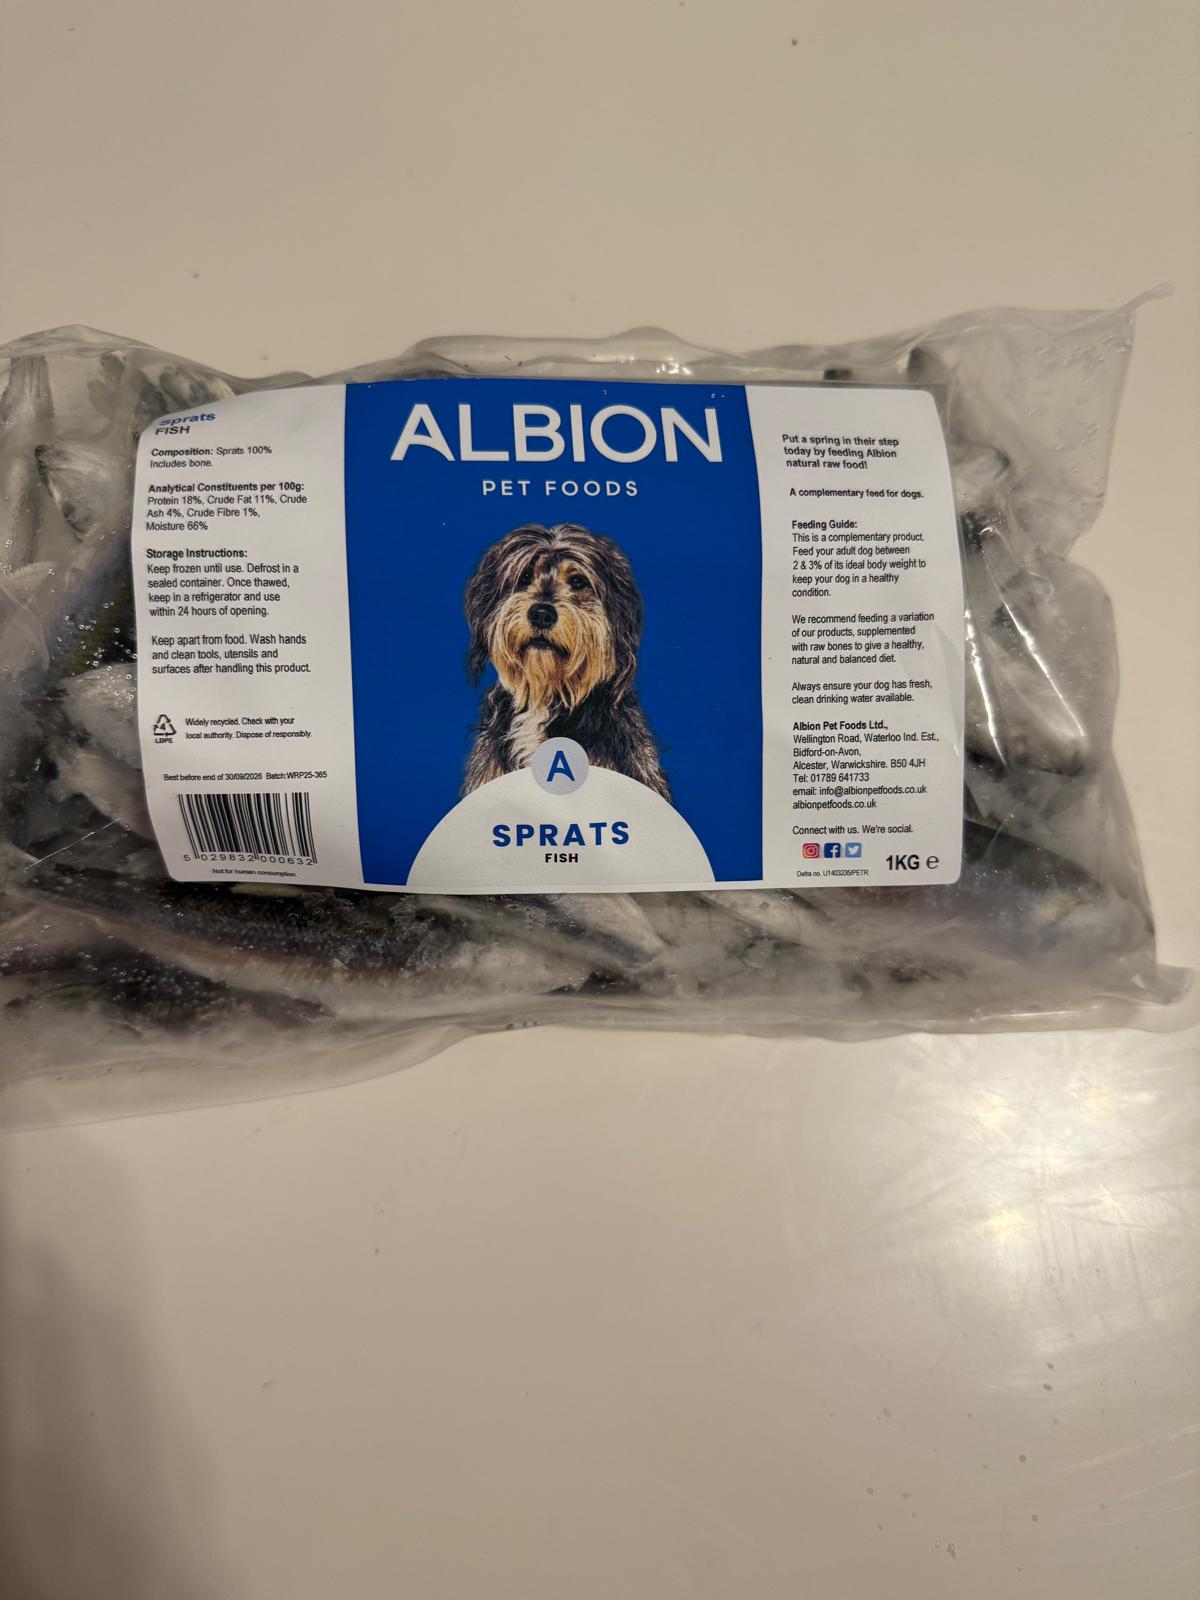 sprats
FISH
Composition: Sprats 100%
Includes bone.
Analytical Constituents per 100g:
Protein 18%, Crude Fat 11%, Crude
Ash 4%, Crude Fibre 1%,
Moisture 66%
Storage Instructions:
Keep frozen until use. Defrost in a
sealed container. Once thawed,
keep in a refrigerator and use
within 24 hours of opening.
Keep apart from food. Wash hands
and clean tools, utensils and
surfaces after handling this product.
4
LDPE
Widely recycled. Check with your
local authority. Dispose of responsibly.
Best before end of 30/09/2026 Batch:WRP25-365
5 029832 000632
Not for human consumption.
ALBION
PET FOODS
A
SPRATS
FISH
Put a spring in their step
today by feeding Albion
natural raw food!
A complementary feed for dogs.
Feeding Guide:
This is a complementary product.
Feed your adult dog between
2 & 3% of its ideal body weight to
keep your dog in a healthy
condition.
We recommend feeding a variation
of our products, supplemented
with raw bones to give a healthy,
natural and balanced diet.
Always ensure your dog has fresh,
clean drinking water available.
Albion Pet Foods Ltd.,
Wellington Road, Waterloo Ind. Est.,
Bidford-on-Avon,
Alcester, Warwickshire. B50 4JH
Tel: 01789 641733
email: info@albionpetfoods.co.uk
albionpetfoods.co.uk
Connect with us. We're social.
Defra no. U1403235/PETR
1KG e